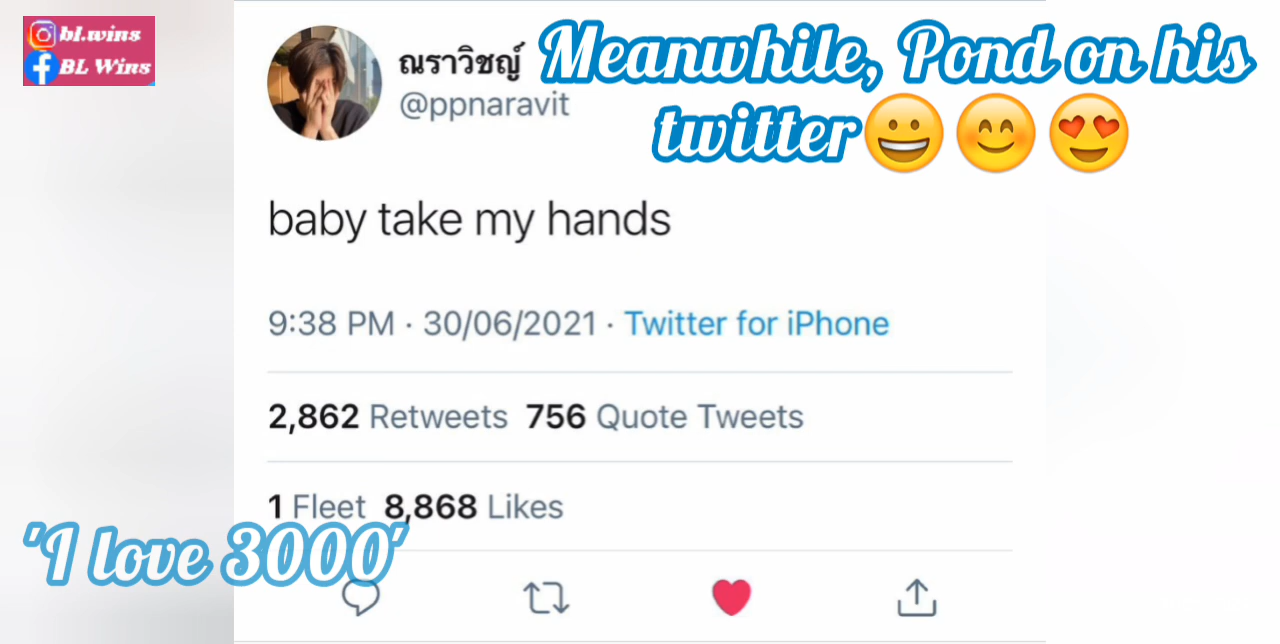 bl.wins
BL Wins
ณราวิชญ์
@ppnaravit
Meanwhile, Pond on his
twitter😀😊😍
baby take my hands
9:38 PM · 30/06/2021 · Twitter for iPhone
2,862 Retweets 756 Quote Tweets
1 Fleet 8,868 Likes
'I love 3000'